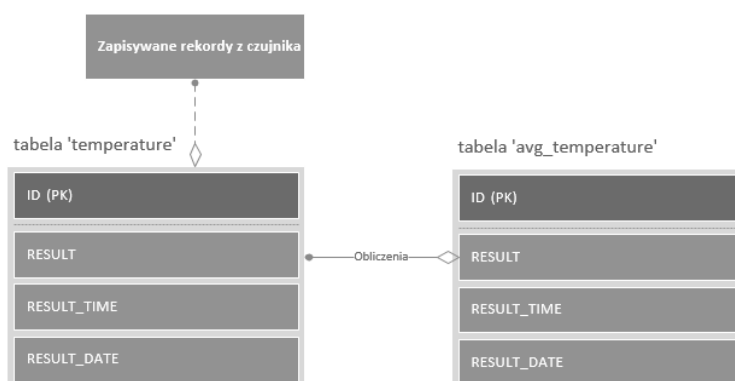 Zapisywane rekordy z czujnika
tabela 'temperature'
ID (PK)
RESULT
RESULT_TIME
RESULT_DATE
Obliczenia
tabela 'avg_temperature'
ID (PK)
RESULT
RESULT_TIME
RESULT_DATE